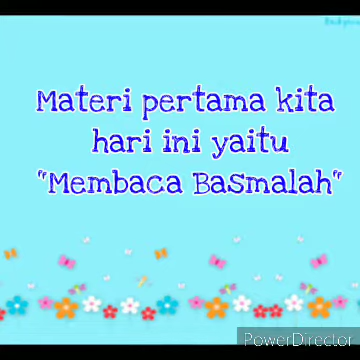 Materi pertama kita
hari ini yaitu
"Membaca Basmalah"
PowerDirector